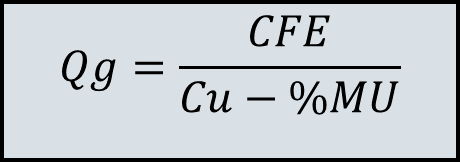 Qg = CFE / Cu − %MU